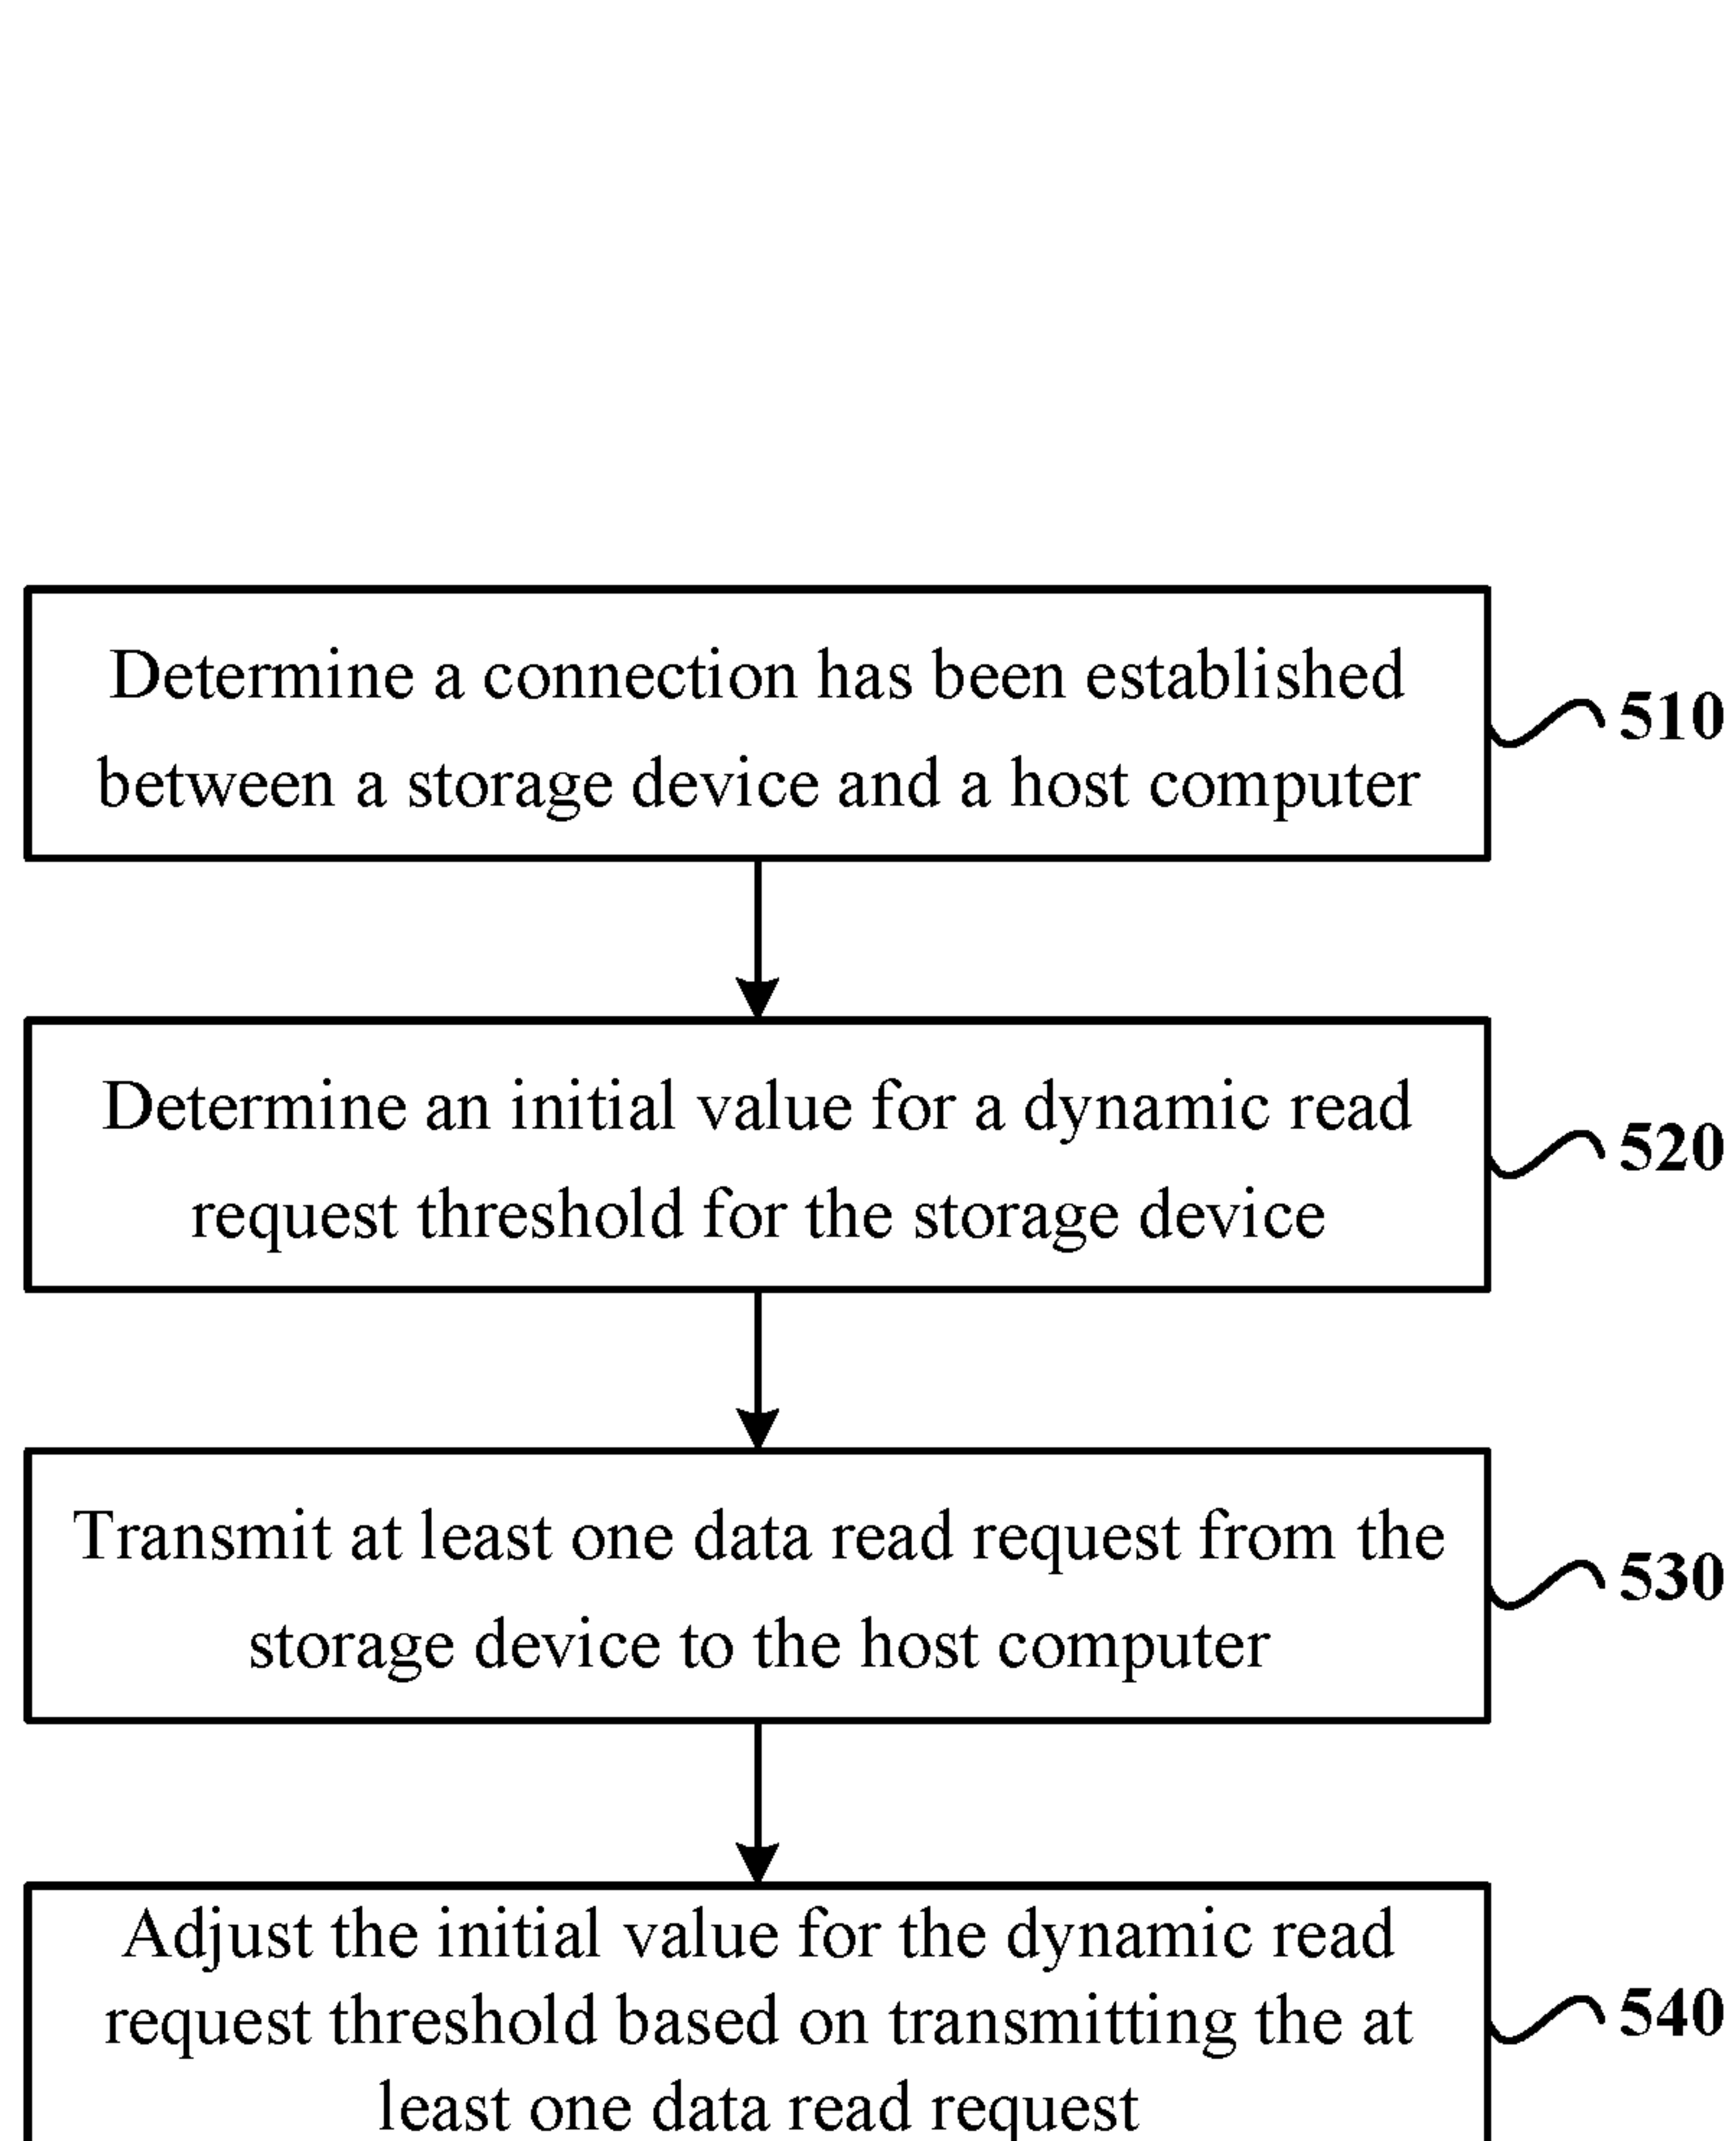 Determine a connection has been established
between a storage device and a host computer
510
Determine an initial value for a dynamic read
request threshold for the storage device
520
Transmit at least one data read request from the
storage device to the host computer
530
Adjust the initial value for the dynamic read
request threshold based on transmitting the at
least one data read request
540